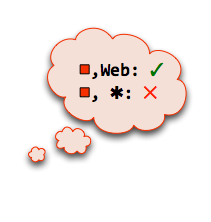 ■,Web: ✓
■, ✱: ✕